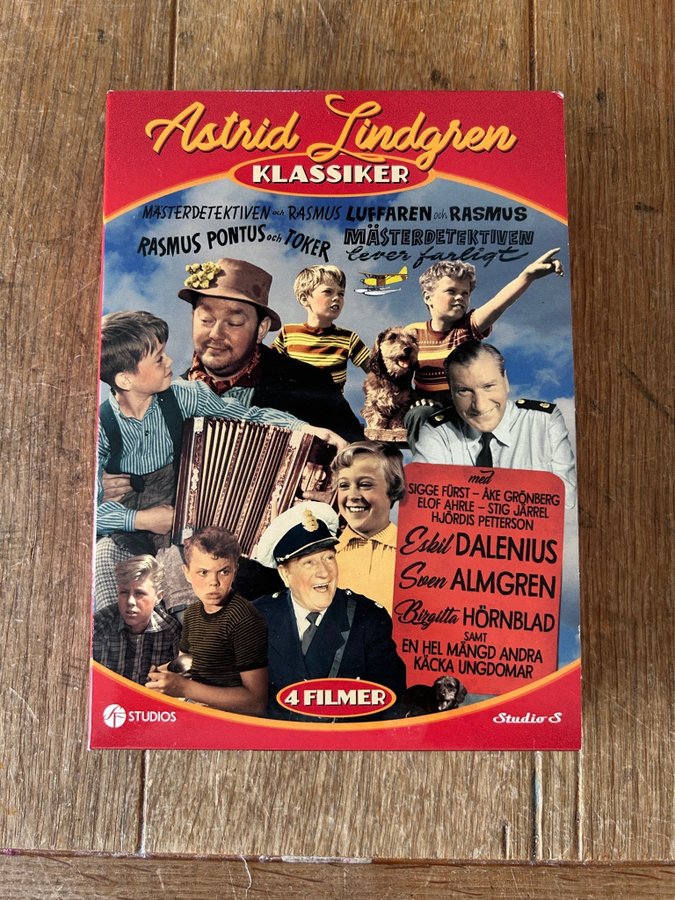 Astrid Lindgren
KLASSIKER
MÄSTERDETEKTIVEN och RASMUS LUFFAREN och RASMUS
RASMUS PONTUS och TOKER MÄSTERDETEKTIVEN
lever farligt
med
SIGGE FÜRST – ÅKE GRÖNBERG
ELOF AHRLE – STIG JÄRREL
HJÖRDIS PETTERSON
Eskil DALENIUS
Sven ALMGREN
Birgitta HÖRNBLAD
SAMT
EN HEL MÄNGD ANDRA
KÄCKA UNGDOMAR
4 FILMER
SF STUDIOS
Studio S